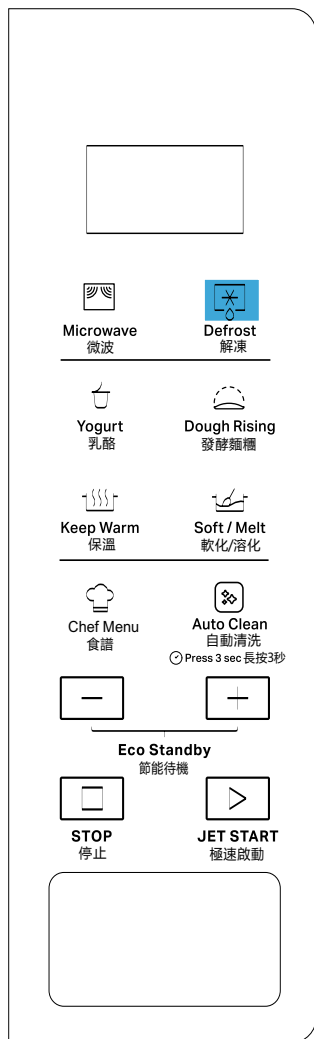 Microwave
微波
Defrost
解凍
Yogurt
乳酪
Dough Rising
發酵麵糰
Keep Warm
保溫
Soft / Melt
軟化/溶化
Chef Menu
食譜
Auto Clean
自動清洗
Press 3 sec 長按3秒
Eco Standby
節能待機
STOP
停止
JET START
極速啟動